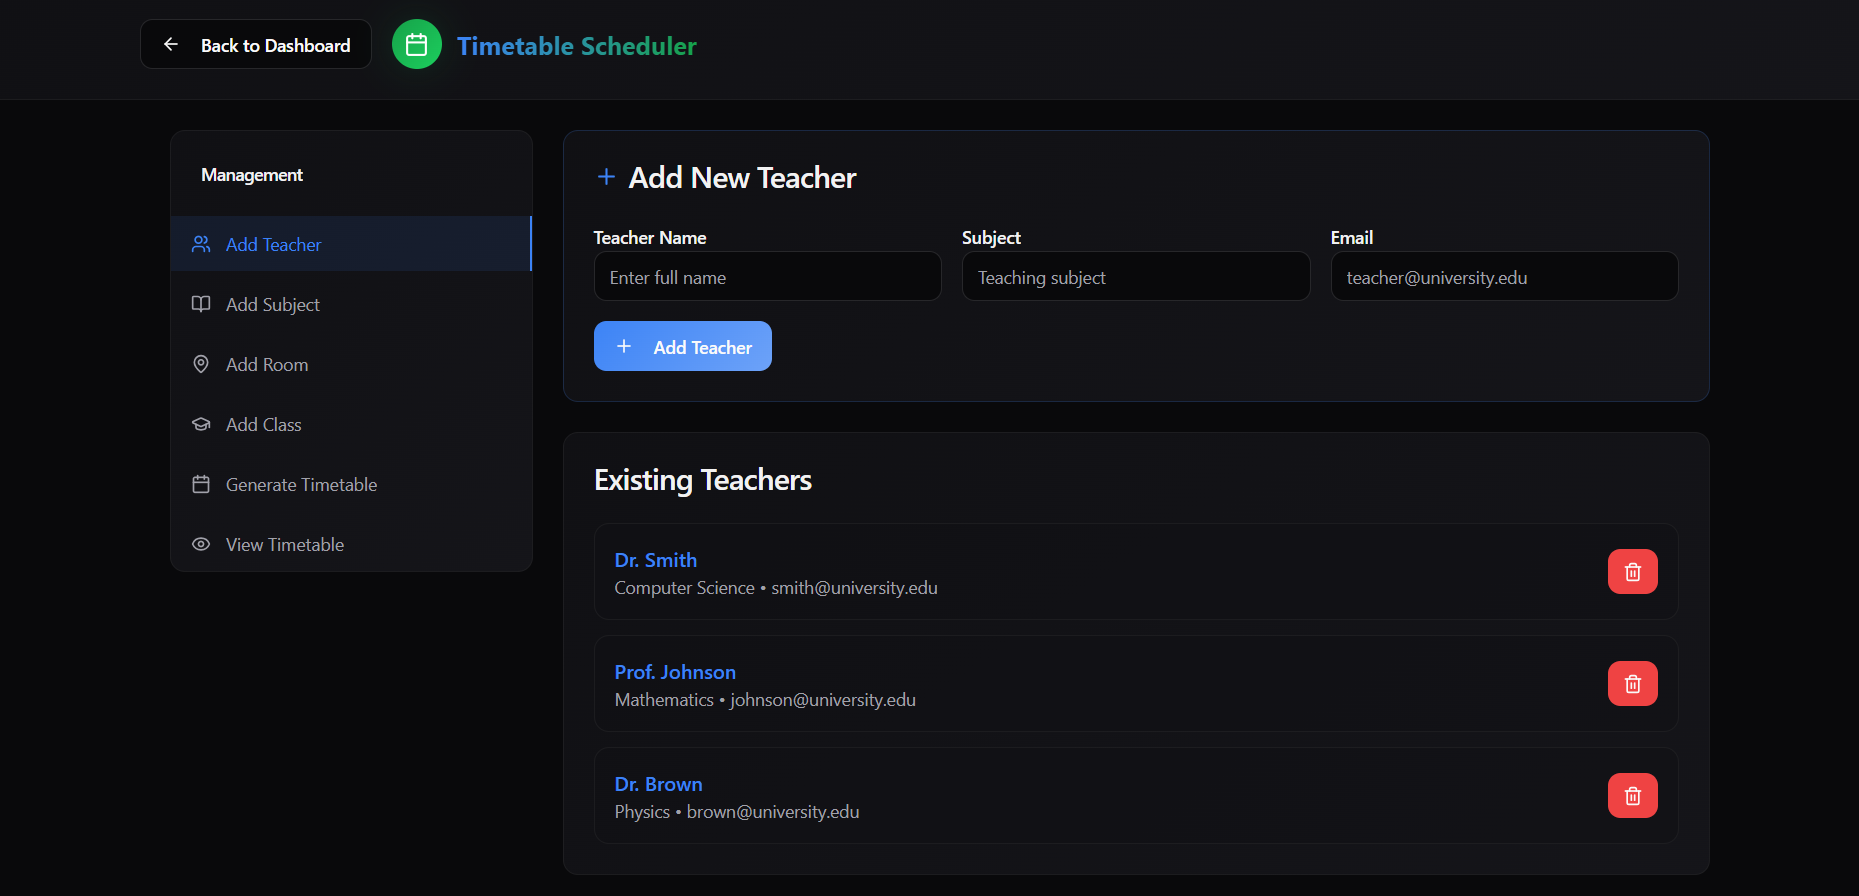 Back to Dashboard
Timetable Scheduler
Management
Add Teacher
Add Subject
Add Room
Add Class
Generate Timetable
View Timetable
Add New Teacher
Teacher Name
Subject
Email
Enter full name
Teaching subject
teacher@university.edu
Add Teacher
Existing Teachers
Dr. Smith
Computer Science • smith@university.edu
Prof. Johnson
Mathematics • johnson@university.edu
Dr. Brown
Physics • brown@university.edu